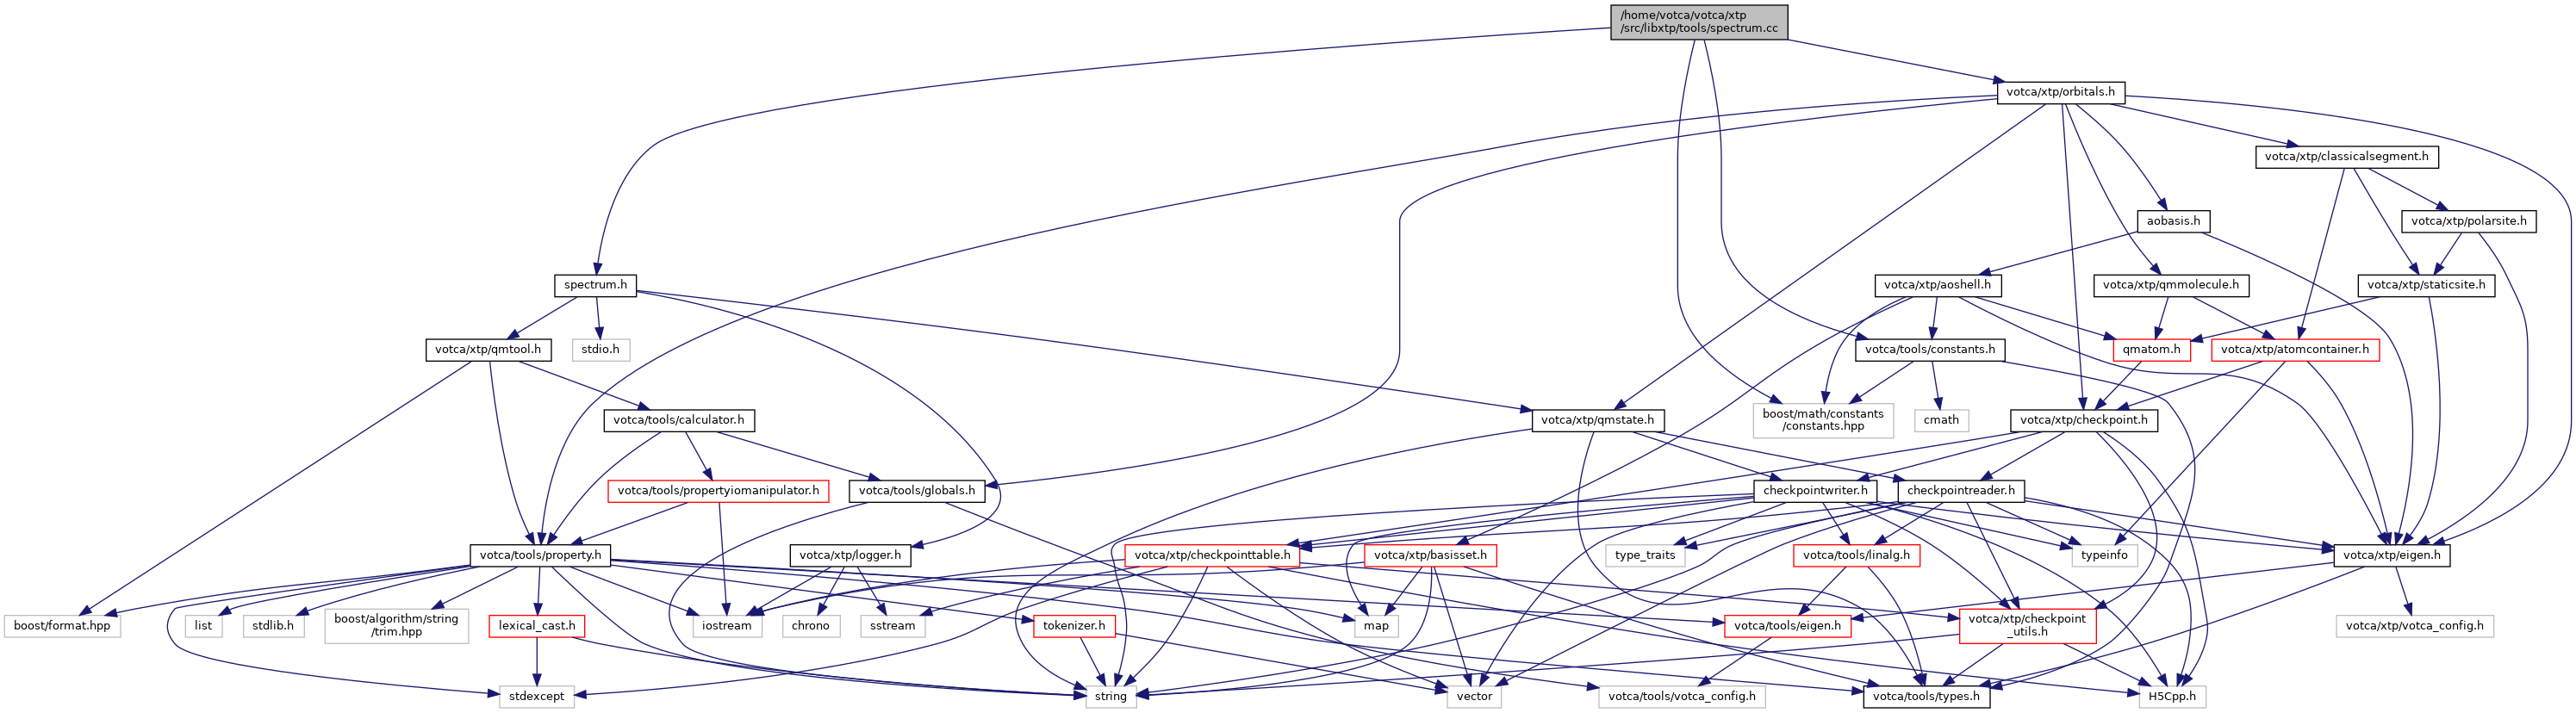 /home/votca/votca/xtp
/src/libxtp/tools/spectrum.cc
votca/xtp/orbitals.h
votca/xtp/classicalsegment.h
aobasis.h
votca/xtp/polarsite.h
spectrum.h
votca/xtp/aoshell.h
votca/xtp/qmmolecule.h
votca/xtp/staticsite.h
votca/xtp/qmtool.h
stdio.h
votca/tools/constants.h
qmatom.h
votca/xtp/atomcontainer.h
votca/tools/calculator.h
votca/xtp/qmstate.h
boost/math/constants
/constants.hpp
cmath
votca/xtp/checkpoint.h
votca/tools/propertyiomanipulator.h
votca/tools/globals.h
checkpointwriter.h
checkpointreader.h
votca/tools/property.h
votca/xtp/logger.h
votca/xtp/checkpointtable.h
votca/xtp/basisset.h
type_traits
votca/tools/linalg.h
typeinfo
votca/xtp/eigen.h
boost/format.hpp
list
stdlib.h
boost/algorithm/string
/trim.hpp
lexical_cast.h
iostream
chrono
sstream
tokenizer.h
map
votca/tools/eigen.h
votca/xtp/checkpoint
_utils.h
votca/xtp/votca_config.h
stdexcept
string
vector
votca/tools/votca_config.h
votca/tools/types.h
H5Cpp.h